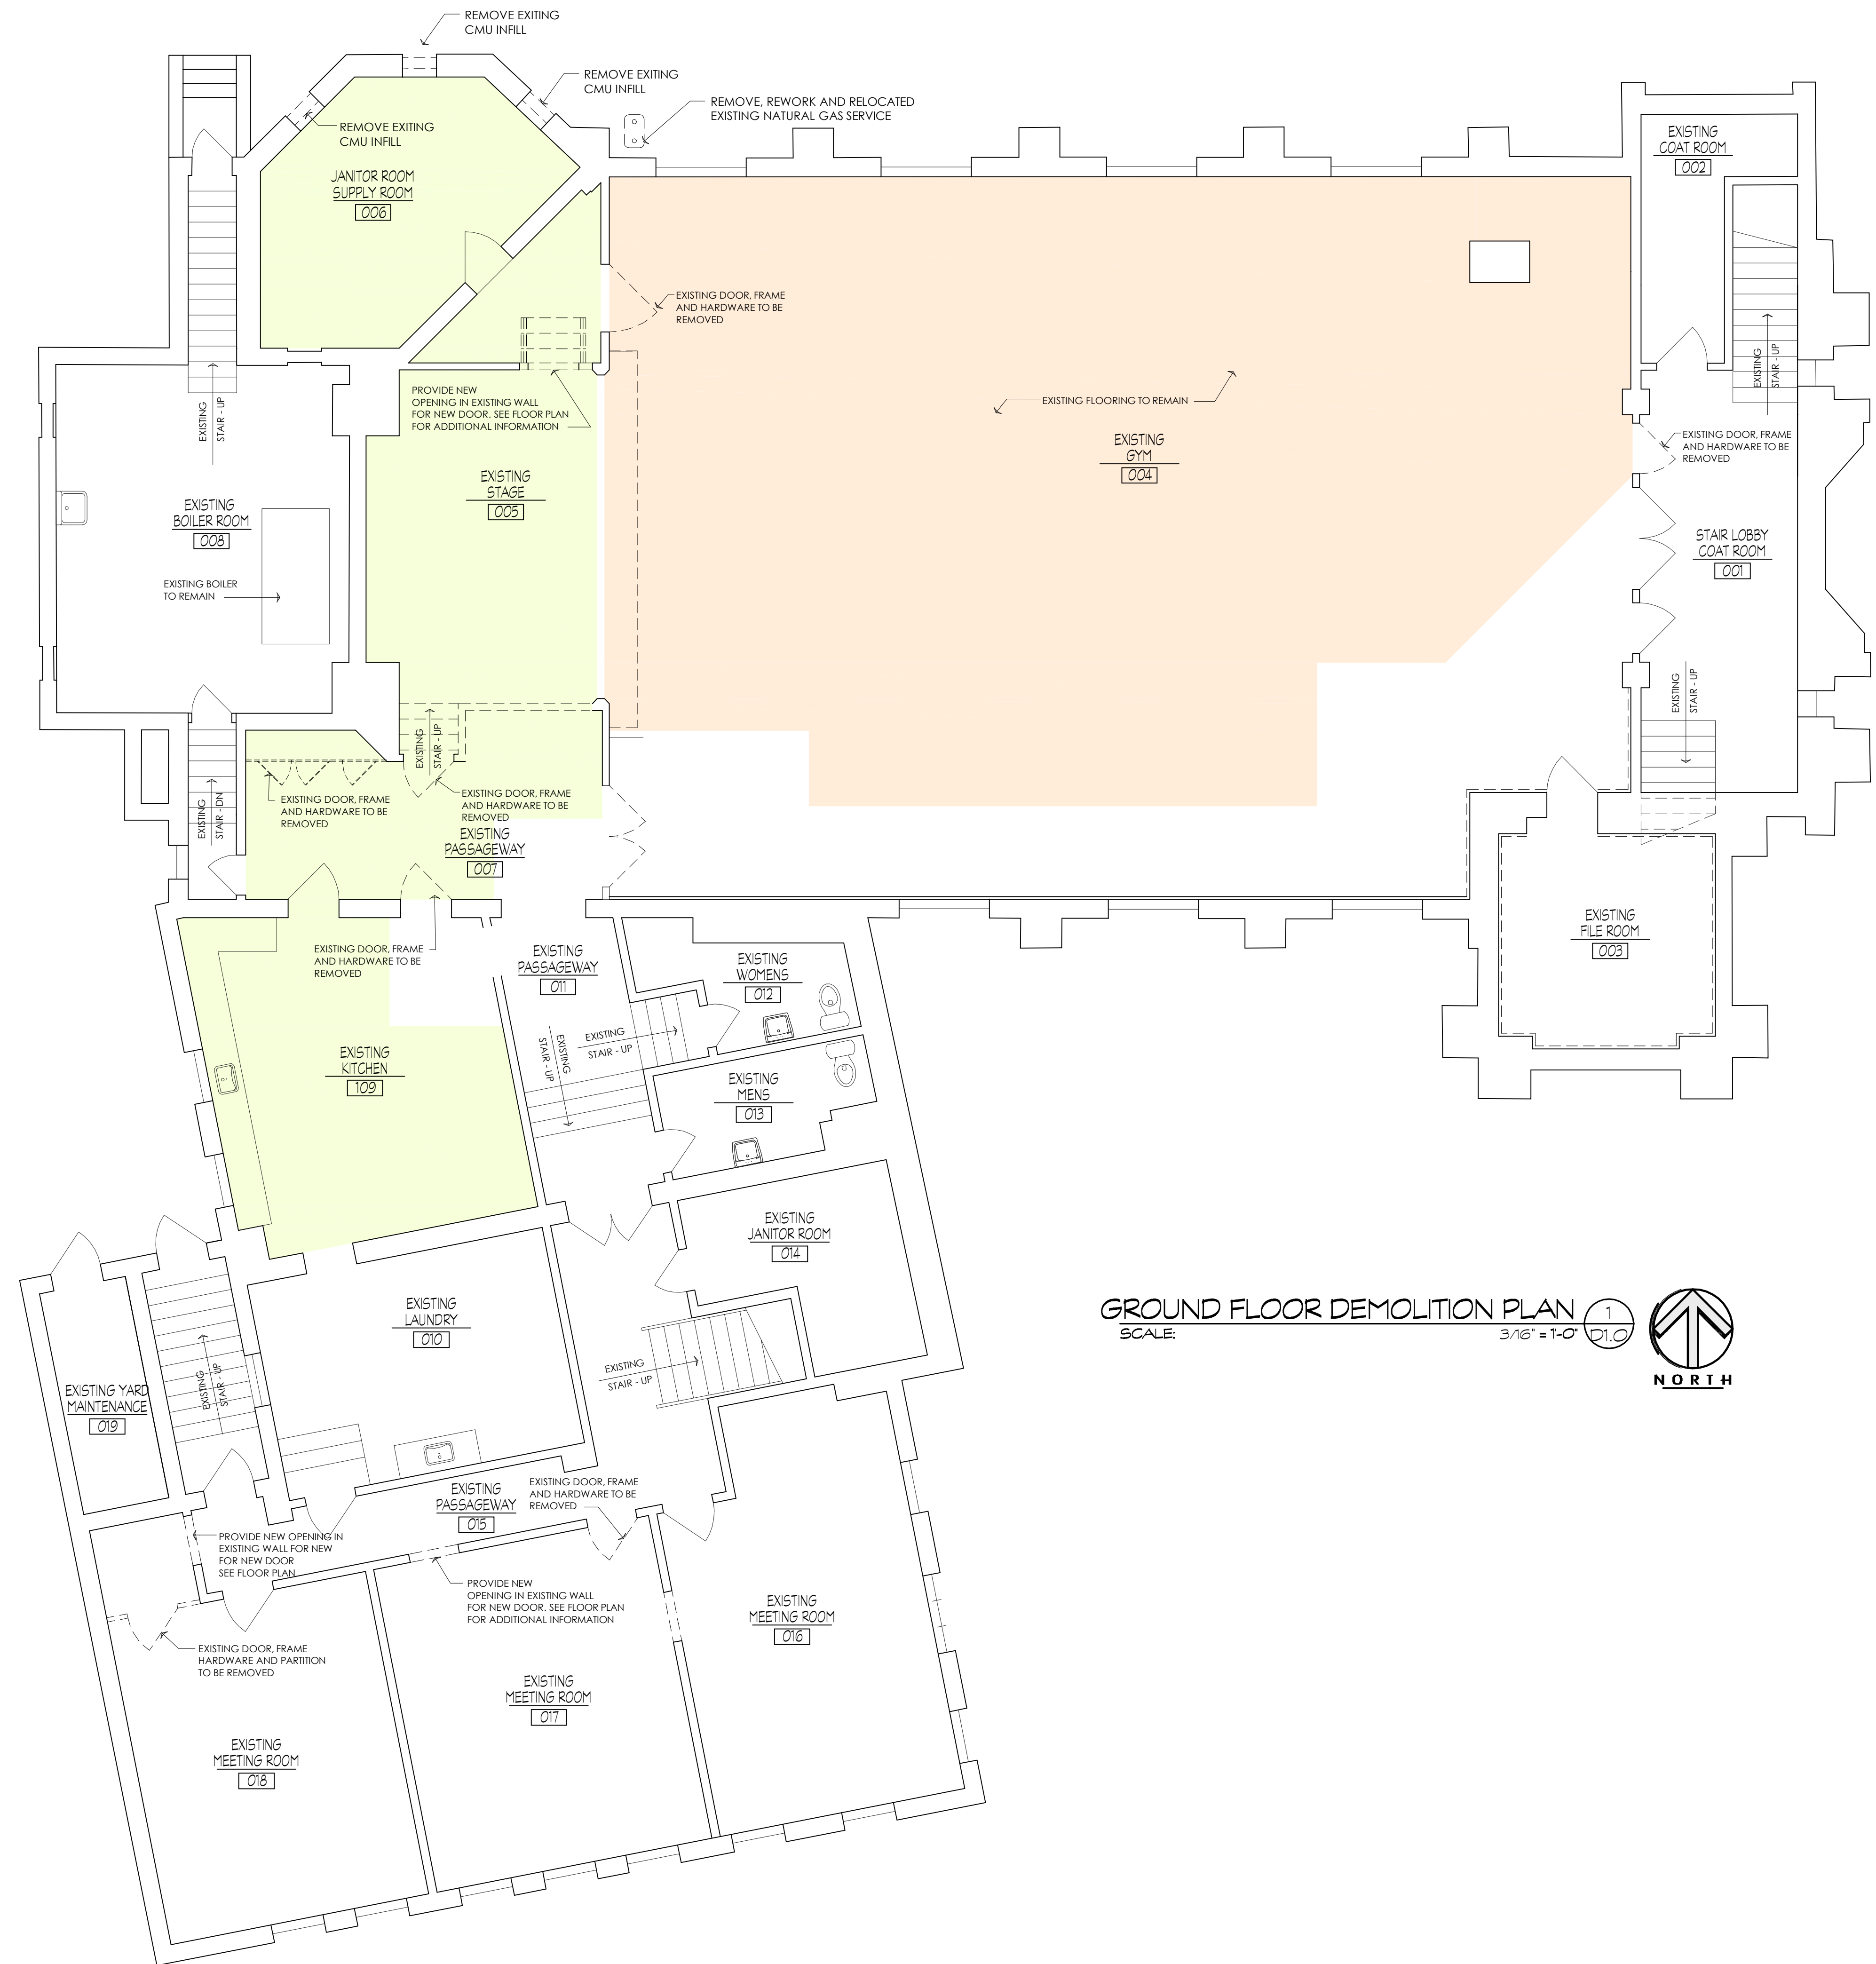 REMOVE EXITING
CMU INFILL
REMOVE EXITING
CMU INFILL
REMOVE, REWORK AND RELOCATED
EXISTING NATURAL GAS SERVICE
REMOVE EXITING
CMU INFILL
JANITOR ROOM
SUPPLY ROOM
006
EXISTING
COAT ROOM
002
EXISTING DOOR, FRAME
AND HARDWARE TO BE
REMOVED
EXISTING
STAIR - UP
PROVIDE NEW
OPENING IN EXISTING WALL
FOR NEW DOOR. SEE FLOOR PLAN
FOR ADDITIONAL INFORMATION
EXISTING FLOORING TO REMAIN
EXISTING
STAIR - UP
EXISTING
GYM
004
EXISTING DOOR, FRAME
AND HARDWARE TO BE
REMOVED
EXISTING
STAGE
005
EXISTING
BOILER ROOM
008
STAIR LOBBY
COAT ROOM
001
EXISTING BOILER
TO REMAIN
EXISTING
STAIR - UP
EXISTING
STAIR - UP
EXISTING
STAIR - DN
EXISTING DOOR, FRAME
AND HARDWARE TO BE
REMOVED
EXISTING DOOR, FRAME
AND HARDWARE TO BE
REMOVED
EXISTING
PASSAGEWAY
007
EXISTING DOOR, FRAME
AND HARDWARE TO BE
REMOVED
EXISTING
PASSAGEWAY
011
EXISTING
WOMENS
012
EXISTING
FILE ROOM
003
EXISTING
STAIR - UP
EXISTING
STAIR - UP
EXISTING
KITCHEN
109
EXISTING
MENS
013
EXISTING
JANITOR ROOM
014
EXISTING
LAUNDRY
010
GROUND FLOOR DEMOLITION PLAN
SCALE:
3/16" = 1'-0"
1
D1.0
NORTH
EXISTING
STAIR - UP
EXISTING
STAIR - UP
EXISTING YARD
MAINTENANCE
019
EXISTING
PASSAGEWAY
015
EXISTING DOOR, FRAME
AND HARDWARE TO BE
REMOVED
PROVIDE NEW OPENING IN
EXISTING WALL FOR NEW
FOR NEW DOOR
SEE FLOOR PLAN
PROVIDE NEW
OPENING IN EXISTING WALL
FOR NEW DOOR. SEE FLOOR PLAN
FOR ADDITIONAL INFORMATION
EXISTING
MEETING ROOM
016
EXISTING DOOR, FRAME
HARDWARE AND PARTITION
TO BE REMOVED
EXISTING
MEETING ROOM
017
EXISTING
MEETING ROOM
018